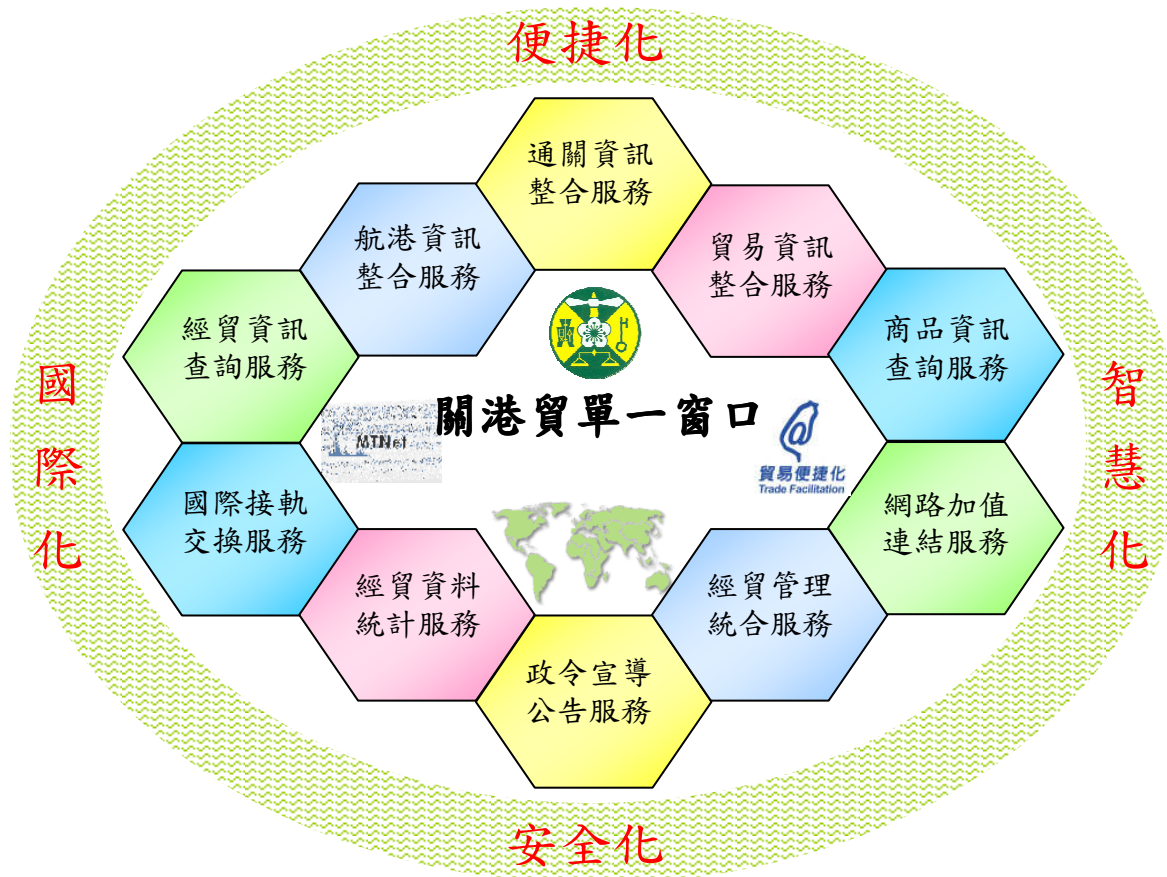 便捷化
通關資訊
整合服務
航港資訊
整合服務
貿易資訊
整合服務
經貿資訊
查詢服務
商品資訊
查詢服務
國際化
智慧化
關港貿單一窗口
MTNet
貿易便捷化
Trade Facilitation
國際接軌
交換服務
網路加值
連結服務
經貿資料
統計服務
經貿管理
統合服務
政令宣導
公告服務
安全化